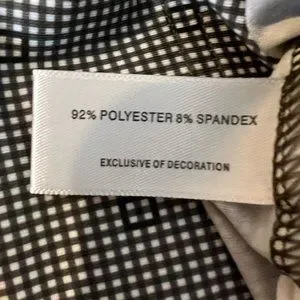 92% POLYESTER 8% SPANDEX
EXCLUSIVE OF DECORATION